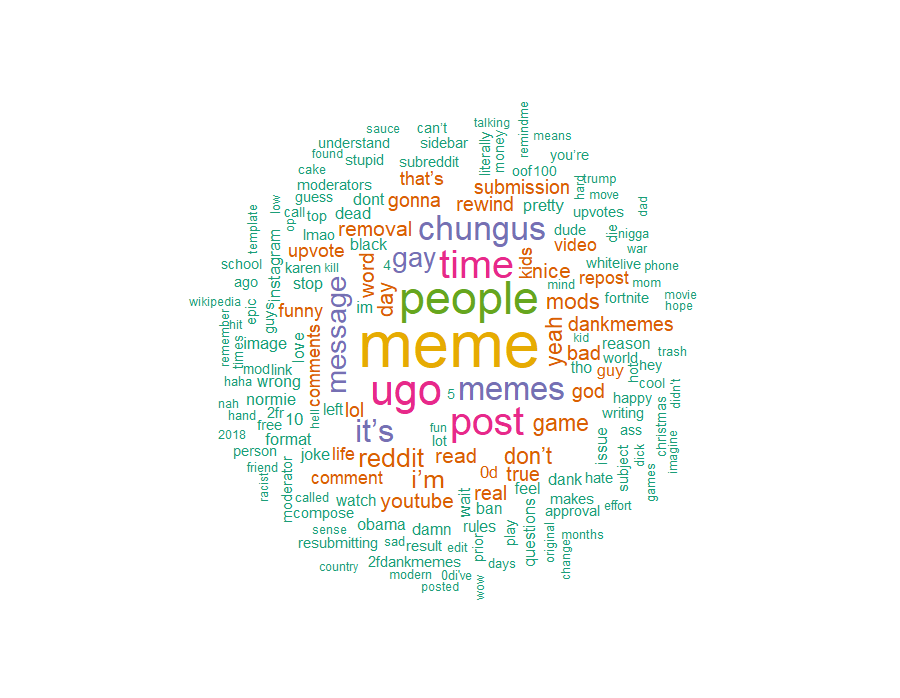 remindme
sauce
can't
talking
means
understand
sidebar
literally
money
you're
found
stupid
subreddit
oof
100
cake
that's
moderators
submission
hard
trump
guess
dont
gonna
rewind
pretty
move
low
op
call
top
dead
upvotes
dad
template
lmao
removal
chungus
dude
die
nigga
upvote
black
gay
time
video
war
school
instagram
karen
kill
word
4
kids
nice
white
live
phone
ago
stop
day
mind
repost
mom
wikipedia
epic
guys
funny
message
im
people
mods
fortnite
movie
hope
remember
hit
times
image
love
comments
meme
yeah
dankmemes
kid
reason
haha
mod
link
wrong
bad
world
trash
tho
guy
hot
hey
nah
normie
ugo
5
memes
god
cool
didn't
hand
2fr
10
hell
left
lol
happy
free
it's
fun
post
game
writing
christmas
2018
format
lot
issue
ass
person
joke
life
reddit
read
don't
subject
dick
imagine
friend
racist
moderator
comment
i'm
0d
true
dank
hate
games
called
watch
youtube
wait
real
feel
makes
compose
ban
questions
approval
effort
sense
obama
damn
rules
play
original
months
resubmitting
sad
result
edit
prior
change
country
2fdankmemes
days
modern
0di've
posted
wow